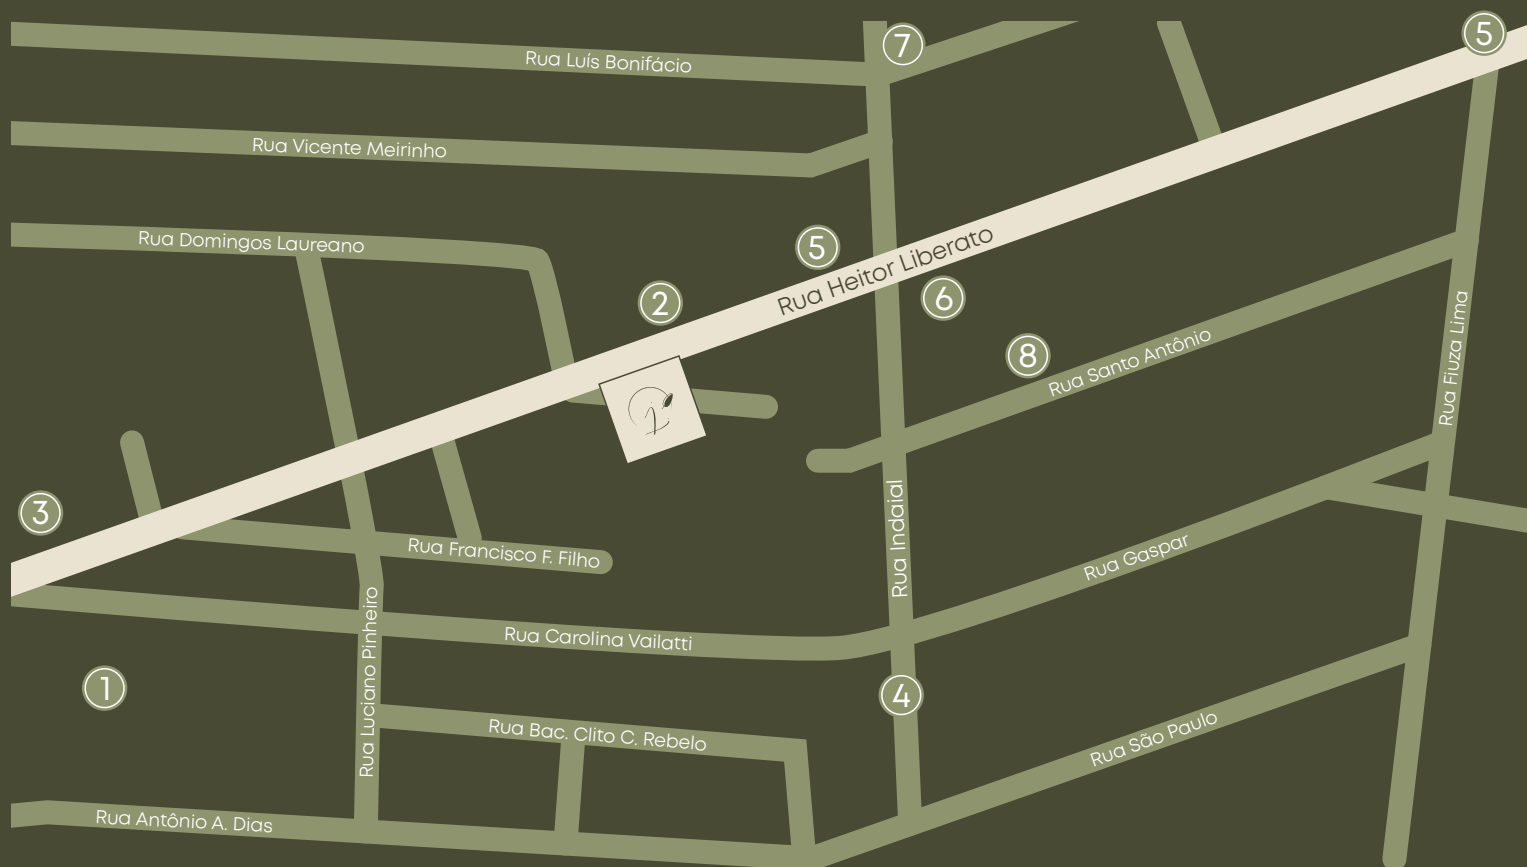 5
7
Rua Luís Bonifácio
Rua Vicente Meirinho
Rua Domingos Laureano
5
Rua Heitor Liberato
2
6
8
Rua Santo Antônio
Rua Fiuza Lima
3
Rua Francisco F. Filho
Rua Indaial
Rua Gaspar
Rua Luciano Pinheiro
Rua Carolina Vailatti
1
4
Rua Bac. Clito C. Rebelo
Rua São Paulo
Rua Antônio A. Dias